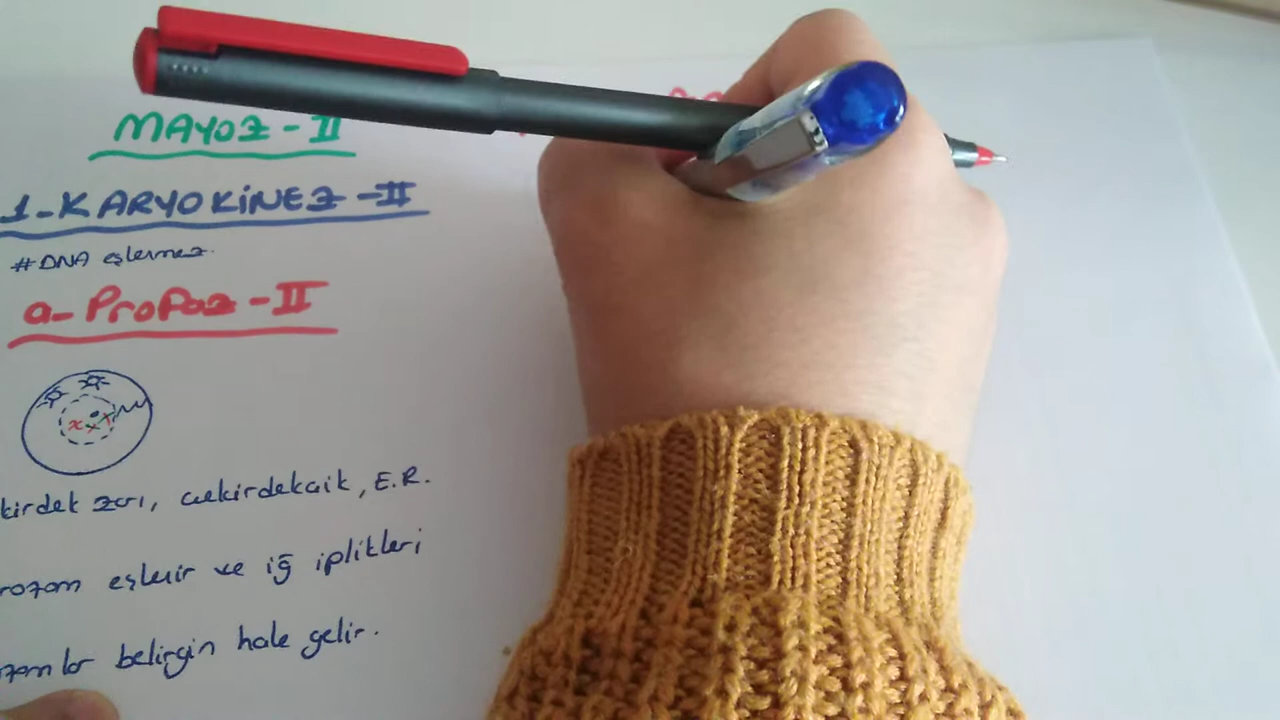 MAYOZ-II
1-KARYOKİNEZ-II
#DNA eşlemez.
a-Profaz-II
kirdek zarı, çekirdekcik, E.R.
rozom eşlenir ve iğ iplikleri
zomlar belirgin hale gelir.